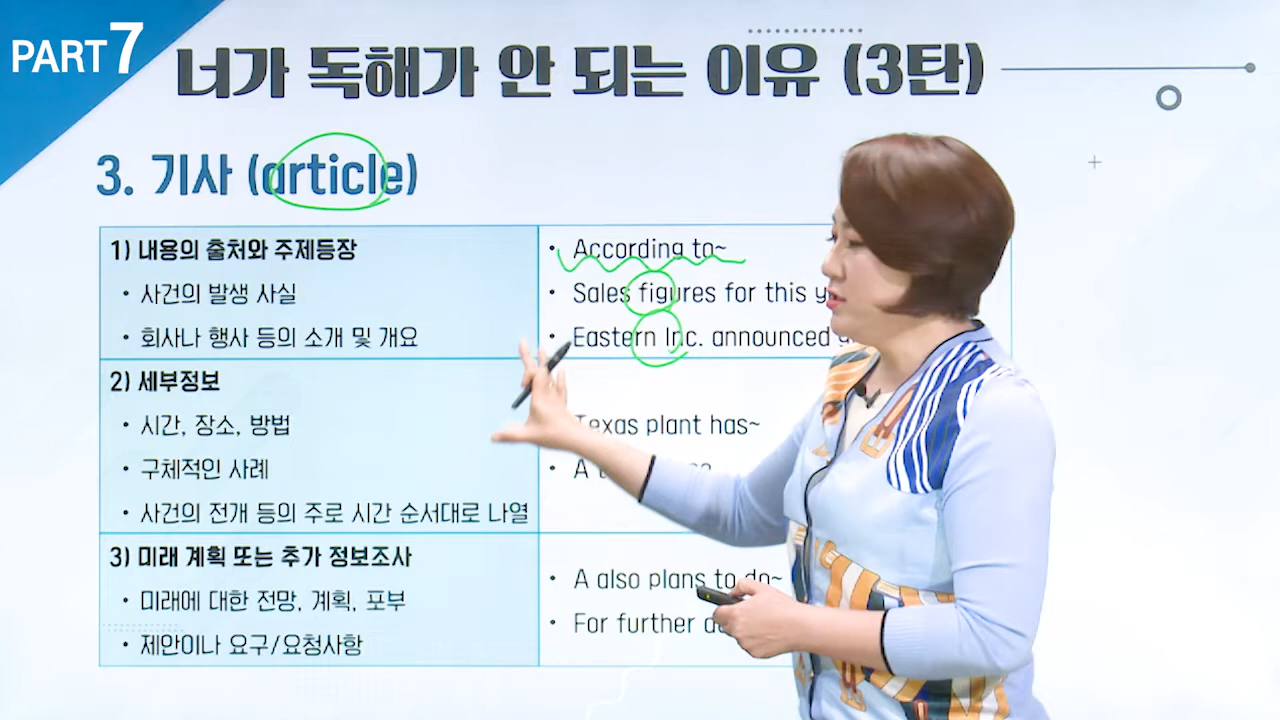 PART 7
너가 독해가 안 되는 이유 (3탄)
3. 기사 (article)
1) 내용의 출처와 주제등장
• 사건의 발생 사실
• 회사나 행사 등의 소개 및 개요
• According to~
• Sales figures for this
• Eastern Inc. announced
2) 세부정보
• 시간, 장소, 방법
• 구체적인 사례
• 사건의 전개 등의 주로 시간 순서대로 나열
Texas plant has~
• A
3) 미래 계획 또는 추가 정보조사
• 미래에 대한 전망, 계획, 포부
• 제안이나 요구/요청사항
• A also plans to do~
• For further